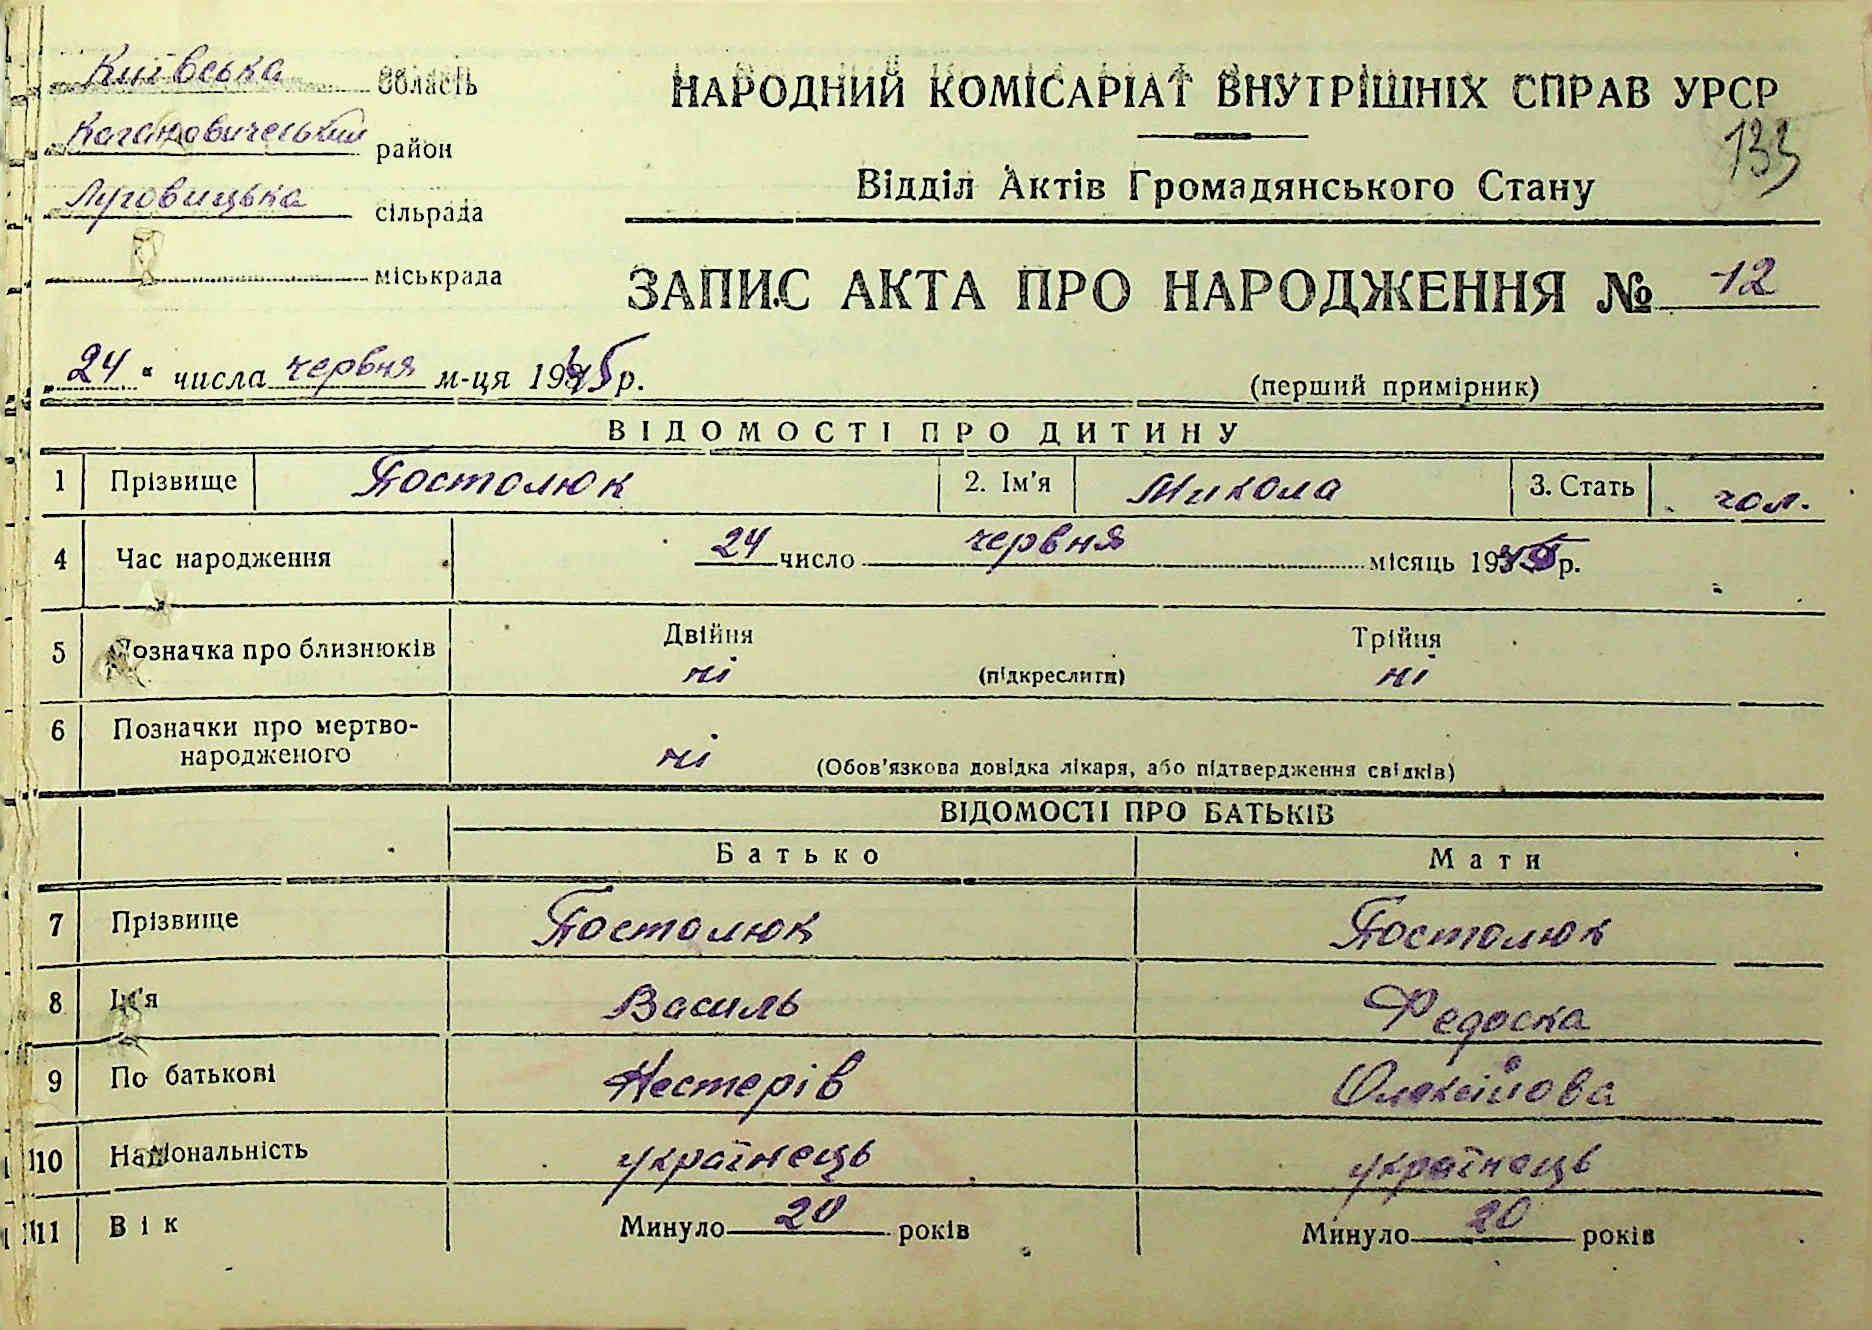 Київська область
Кагановичеський район
Луговицька сільрада
міськрада
НАРОДНИЙ КОМІСАРІАТ ВНУТРІШНІХ СПРАВ УРСР
133
Відділ Актів Громадянського Стану
ЗАПИС АКТА ПРО НАРОДЖЕННЯ № 12
„24“ числа червня м-ця 1945 р.
(перший примірник)
ВІДОМОСТІ ПРО ДИТИНУ
1 Прізвище Постолюк 2. Ім'я Микола 3. Стать чол.
4 Час народження 24 число червня місяць 1945 р.
5 Позначка про близнюків Двійня ні (підкреслити) Трійня ні
6 Позначки про мертво-
народженого ні (Обов'язкова довідка лікаря, або підтвердження свідків)
ВІДОМОСТІ ПРО БАТЬКІВ
Батько Мати
7 Прізвище Постолюк Постолюк
8 Ім'я Василь Федоска
9 По батькові Нестерів Олексійова
10 Національність українець українець
11 Вік Минуло 20 років Минуло 20 років